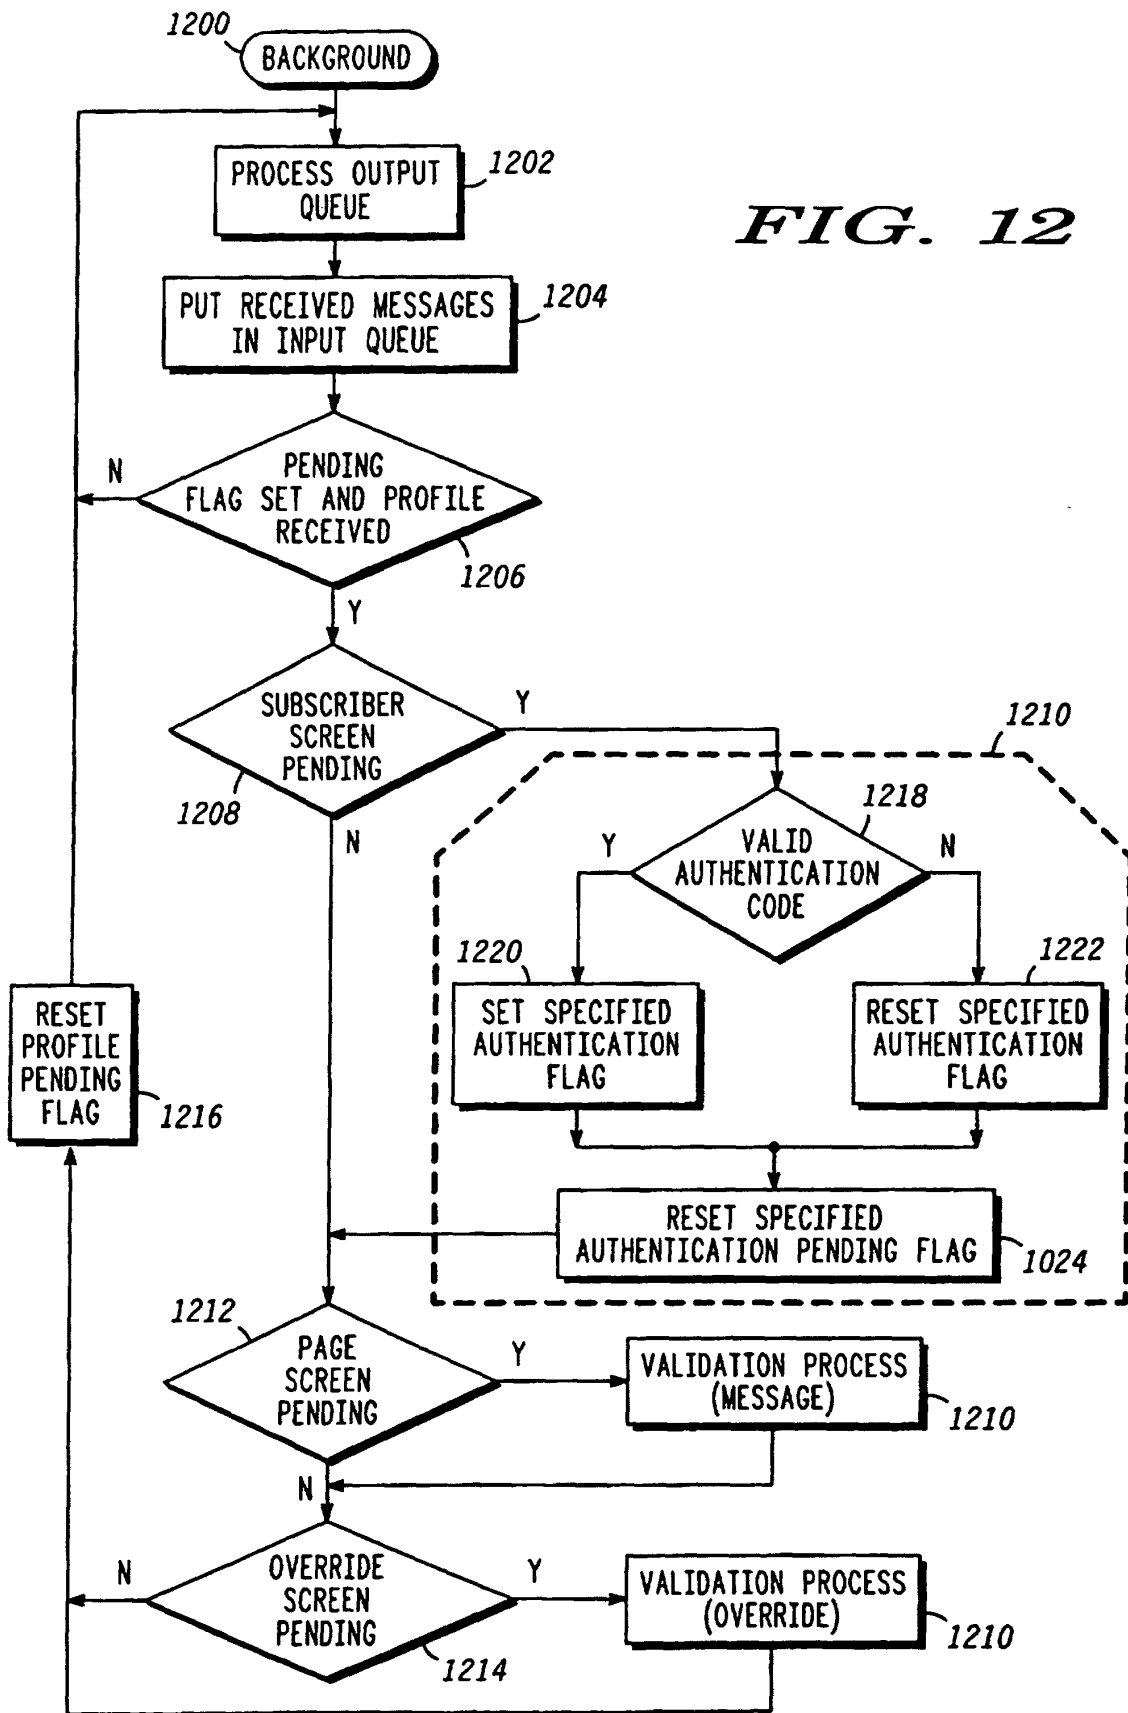 1200
BACKGROUND
PROCESS OUTPUT
QUEUE
1202
FIG. 12
PUT RECEIVED MESSAGES
IN INPUT QUEUE
1204
N
PENDING
FLAG SET AND PROFILE
RECEIVED
1206
Y
SUBSCRIBER
SCREEN
PENDING
1208
Y
N
1210
VALID
AUTHENTICATION
CODE
1218
Y
N
1220
SET SPECIFIED
AUTHENTICATION
FLAG
1222
RESET SPECIFIED
AUTHENTICATION
FLAG
RESET
PROFILE
PENDING
FLAG
1216
RESET SPECIFIED
AUTHENTICATION PENDING FLAG
1024
1212
PAGE
SCREEN
PENDING
Y
VALIDATION PROCESS
(MESSAGE)
1210
N
N
OVERRIDE
SCREEN
PENDING
1214
Y
VALIDATION PROCESS
(OVERRIDE)
1210